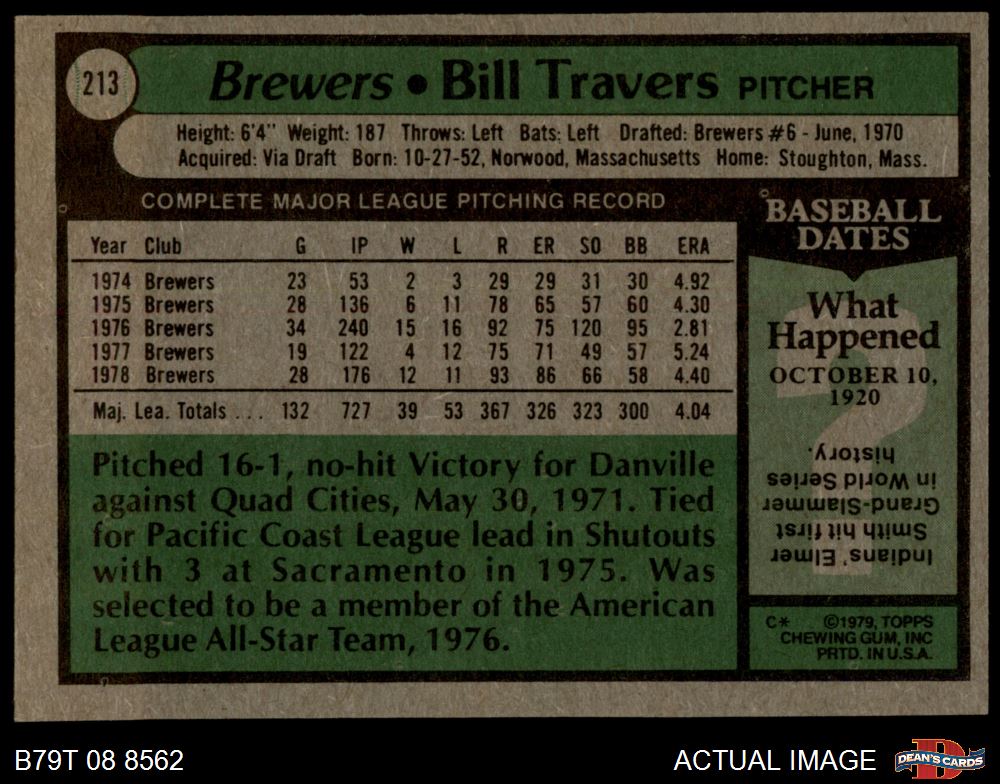 213
Brewers • Bill Travers PITCHER
Height: 6'4" Weight: 187 Throws: Left Bats: Left Drafted: Brewers #6 - June, 1970
Acquired: Via Draft Born: 10-27-52, Norwood, Massachusetts Home: Stoughton, Mass.
COMPLETE MAJOR LEAGUE PITCHING RECORD
Year Club G IP W L R ER SO BB ERA
1974 Brewers 23 53 2 3 29 29 31 30 4.92
1975 Brewers 28 136 6 11 78 65 57 60 4.30
1976 Brewers 34 240 15 16 92 75 120 95 2.81
1977 Brewers 19 122 4 12 75 71 49 57 5.24
1978 Brewers 28 176 12 11 93 86 66 58 4.40
Maj. Lea. Totals ... 132 727 39 53 367 326 323 300 4.04
Pitched 16-1, no-hit Victory for Danville
against Quad Cities, May 30, 1971. Tied
for Pacific Coast League lead in Shutouts
with 3 at Sacramento in 1975. Was
selected to be a member of the American
League All-Star Team, 1976.
BASEBALL
DATES
What
Happened
OCTOBER 10,
1920
Indians' Elmer
Smith hit first
Grand-Slammer
in World Series
history.
C* ©1979, TOPPS
CHEWING GUM, INC
PRTD. IN U.S.A.
B79T 08 8562
ACTUAL IMAGE
DEAN'S CARDS